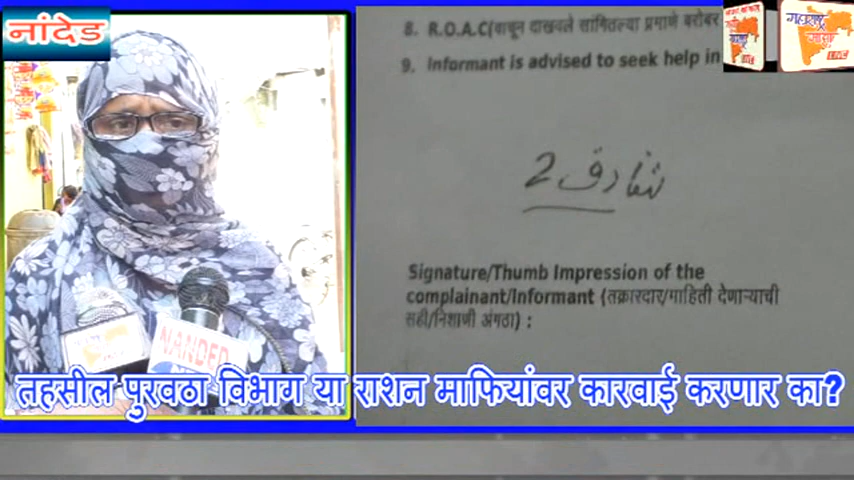 नांदेड
8. R.O.A.C(वाचून दाखवले सांगितल्या प्रमाणे बरोबर
9. Informant is advised to seek help in
Signature/Thumb Impression of the
complainant/Informant (तक्रारदार/माहिती देणाऱ्याची
सही/निशाणी अंगठा) :
NANDED
तहसील पुरवठा विभाग या राशन माफियांवर कारवाई करणार का?
LIVE